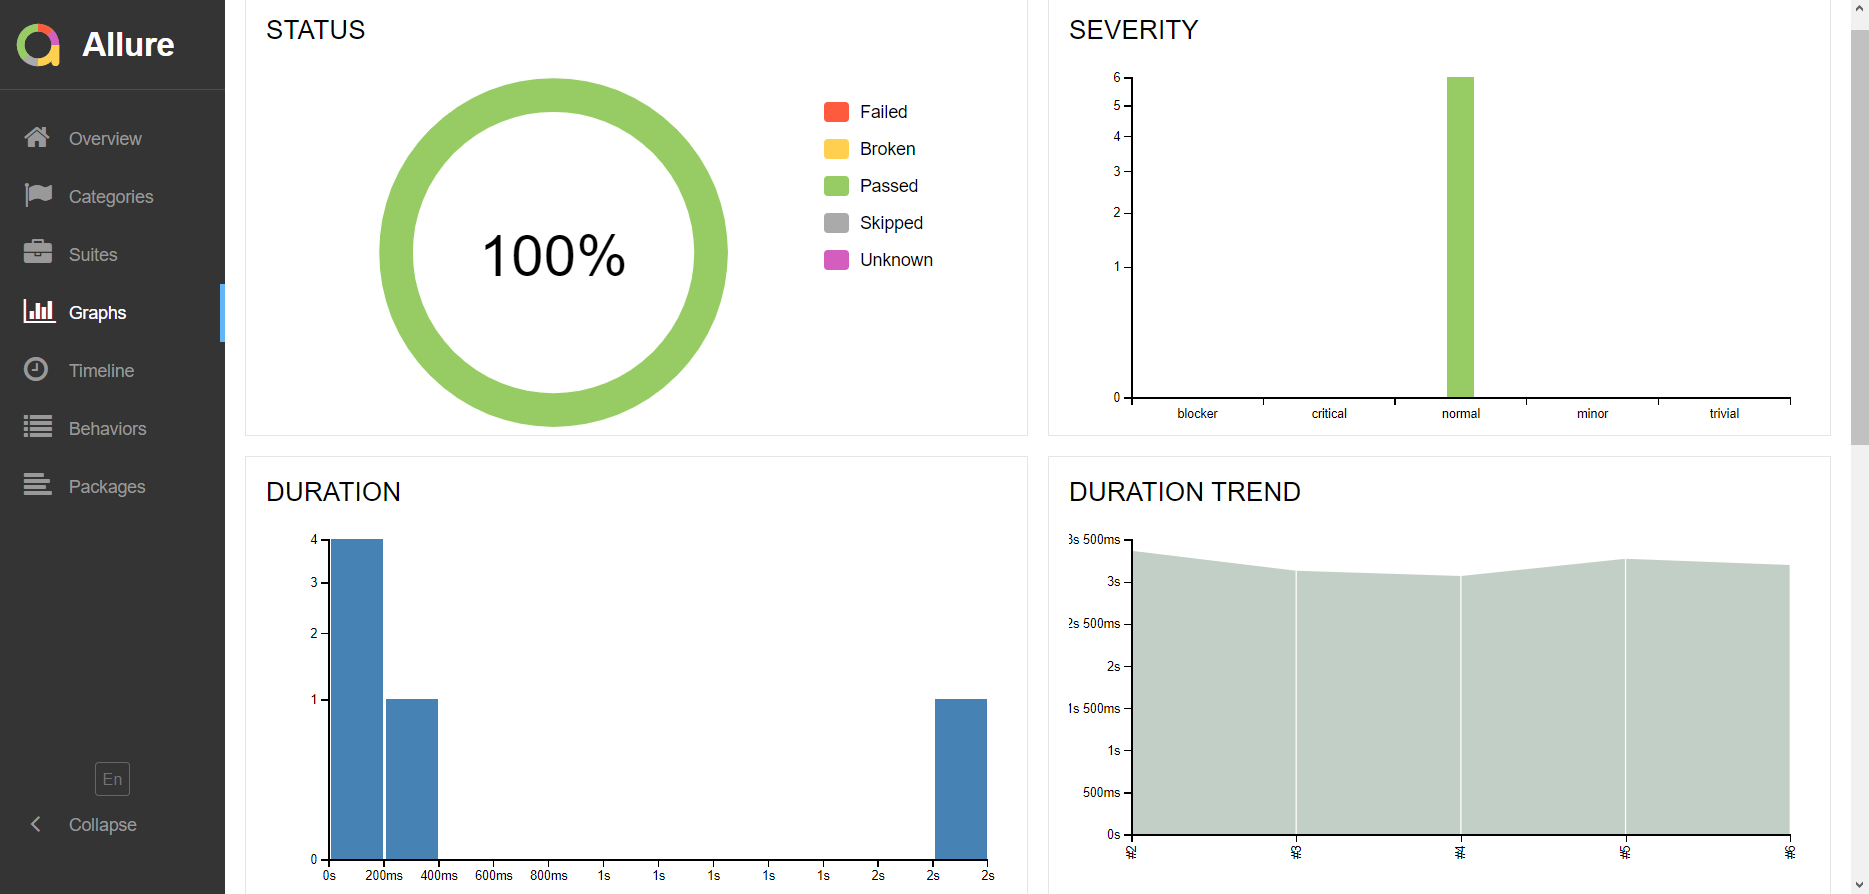 Allure
Overview
Categories
Suites
Graphs
Timeline
Behaviors
Packages
En
Collapse
STATUS
100%
Failed
Broken
Passed
Skipped
Unknown
SEVERITY
6
5
4
3
2
1
0
blocker critical normal minor trivial
DURATION
4
3
2
1
0
0s 200ms 400ms 600ms 800ms 1s 1s 1s 1s 1s 2s 2s 2s
DURATION TREND
3s 500ms
3s
2s 500ms
2s
1s 500ms
1s
500ms
0s
#2 #3 #4 #5 #6